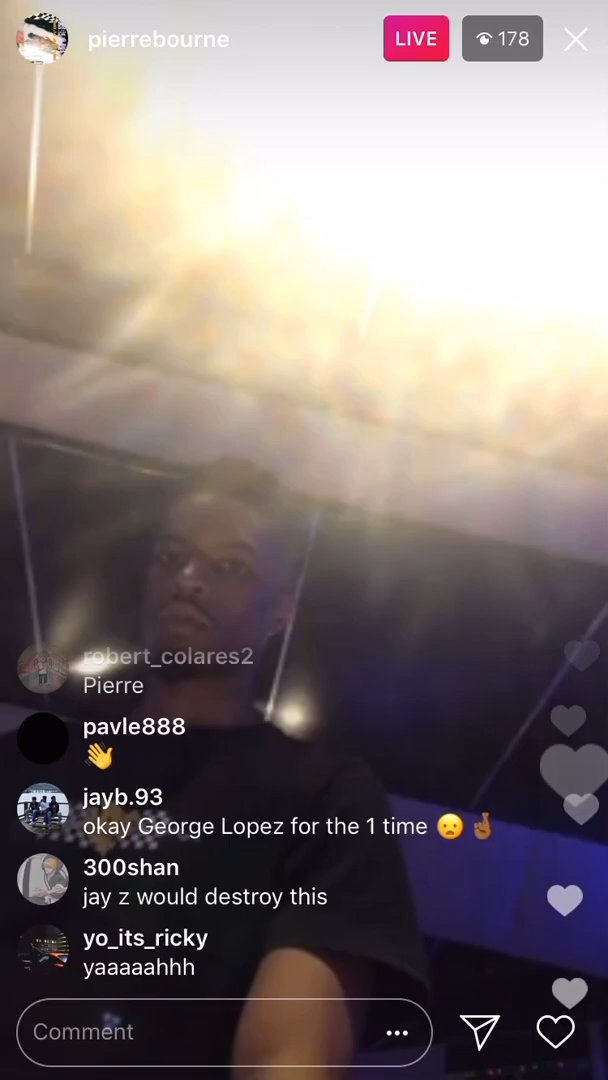 pierrebourne
LIVE
178
robert_colares2
Pierre
pavle888
👋
jayb.93
okay George Lopez for the 1 time 😦 🤞🏾
300shan
jay z would destroy this
yo_its_ricky
yaaaaahhh
Comment